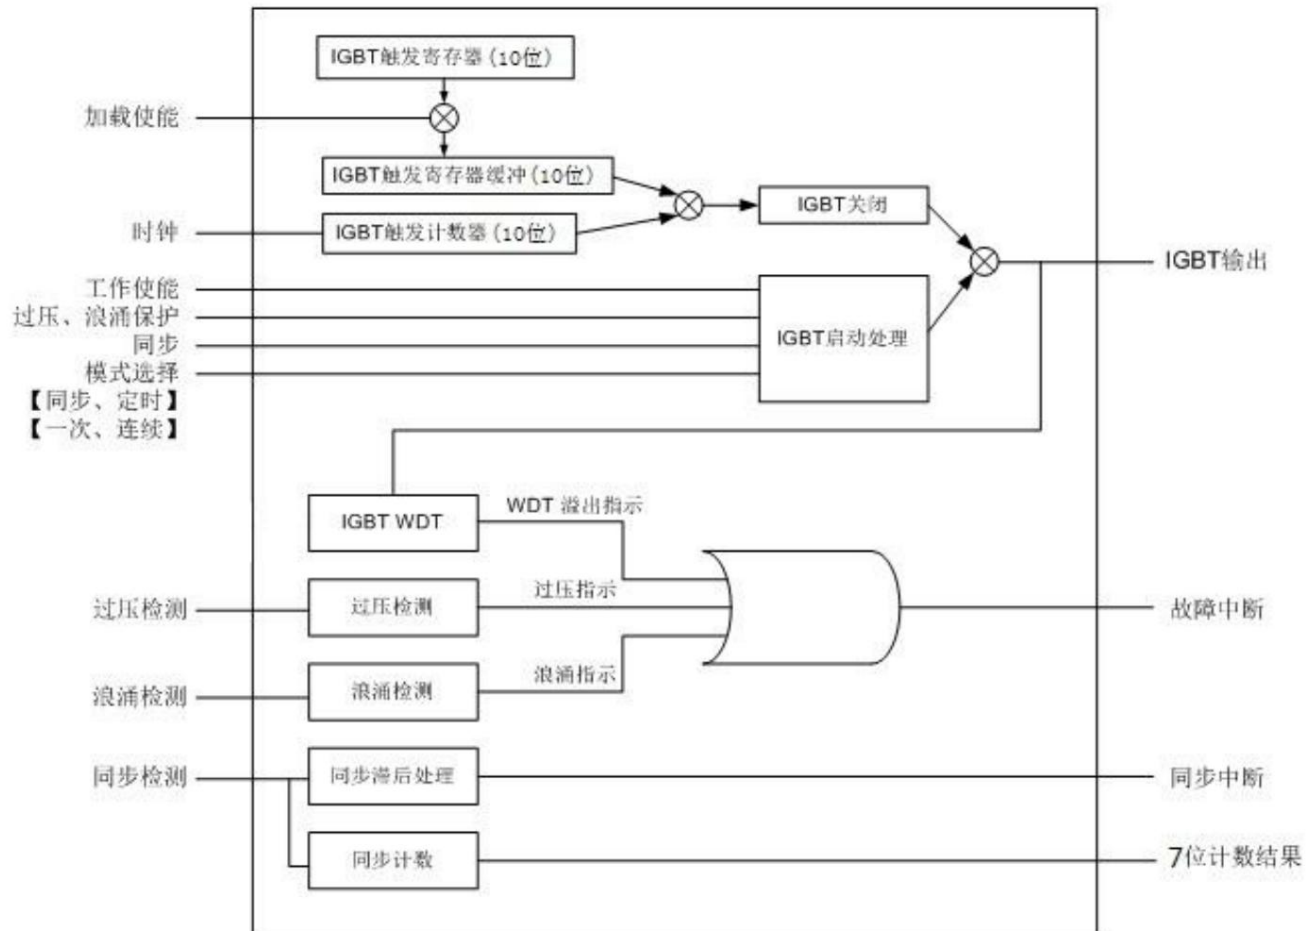 IGBT触发寄存器(10位)
加载使能
IGBT触发寄存器缓冲(10位)
IGBT关闭
时钟
IGBT触发计数器(10位)
IGBT输出
工作使能
过压、浪涌保护
同步
IGBT启动处理
模式选择
【同步、定时】
【一次、连续】
IGBT WDT
WDT 溢出指示
过压检测
过压检测
过压指示
故障中断
浪涌检测
浪涌检测
浪涌指示
同步检测
同步滞后处理
同步中断
同步计数
7位计数结果